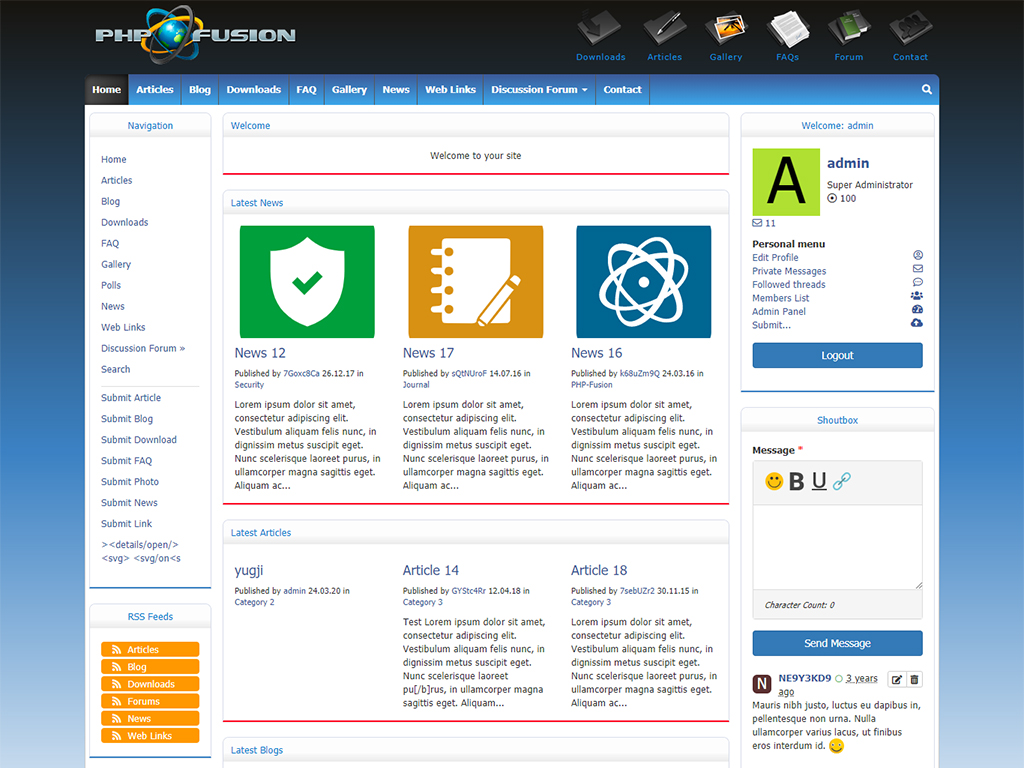 PHP FUSION
Downloads Articles Gallery FAQs Forum Contact
Home Articles Blog Downloads FAQ Gallery News Web Links Discussion Forum Contact
Navigation
Home
Articles
Blog
Downloads
FAQ
Gallery
Polls
News
Web Links
Discussion Forum »
Search
Submit Article
Submit Blog
Submit Download
Submit FAQ
Submit Photo
Submit News
Submit Link
><details/open/>
<svg> <svg/on<s
RSS Feeds
Articles
Blog
Downloads
Forums
News
Web Links
Welcome
Welcome to your site
Latest News
News 12
Published by 7Goxc8Ca 26.12.17 in
Security
Lorem ipsum dolor sit amet,
consectetur adipiscing elit.
Vestibulum aliquam felis nunc, in
dignissim metus suscipit eget.
Nunc scelerisque laoreet purus, in
ullamcorper magna sagittis eget.
Aliquam ac...
News 17
Published by sQtNUroF 14.07.16 in
Journal
Lorem ipsum dolor sit amet,
consectetur adipiscing elit.
Vestibulum aliquam felis nunc, in
dignissim metus suscipit eget.
Nunc scelerisque laoreet purus, in
ullamcorper magna sagittis eget.
Aliquam ac...
News 16
Published by k68uZm9Q 24.03.16 in
PHP-Fusion
Lorem ipsum dolor sit amet,
consectetur adipiscing elit.
Vestibulum aliquam felis nunc, in
dignissim metus suscipit eget.
Nunc scelerisque laoreet purus, in
ullamcorper magna sagittis eget.
Aliquam ac...
Latest Articles
yugji
Published by admin 24.03.20 in
Category 2
Article 14
Published by GYStc4Rr 12.04.18 in
Category 3
Test Lorem ipsum dolor sit amet,
consectetur adipiscing elit.
Vestibulum aliquam felis nunc, in
dignissim metus suscipit eget.
Nunc scelerisque laoreet
pu[/b]rus, in ullamcorper magna
sagittis eget. Aliquam...
Article 18
Published by 7sebUZr2 30.11.15 in
Category 3
Lorem ipsum dolor sit amet,
consectetur adipiscing elit.
Vestibulum aliquam felis nunc, in
dignissim metus suscipit eget.
Nunc scelerisque laoreet purus, in
ullamcorper magna sagittis eget.
Aliquam ac...
Latest Blogs
Welcome: admin
A
admin
Super Administrator
100
11
Personal menu
Edit Profile
Private Messages
Followed threads
Members List
Admin Panel
Submit...
Logout
Shoutbox
Message *
B U
Character Count: 0
Send Message
N
NE9Y3KD9 3 years
ago
Mauris nibh justo, luctus eu dapibus in,
pellentesque non urna. Nulla
ullamcorper varius lacus, ut finibus
eros interdum id.